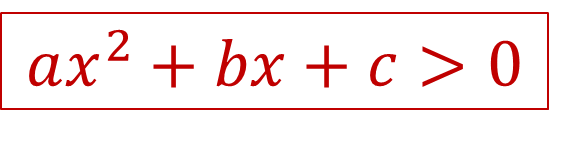 ax² + bx + c > 0